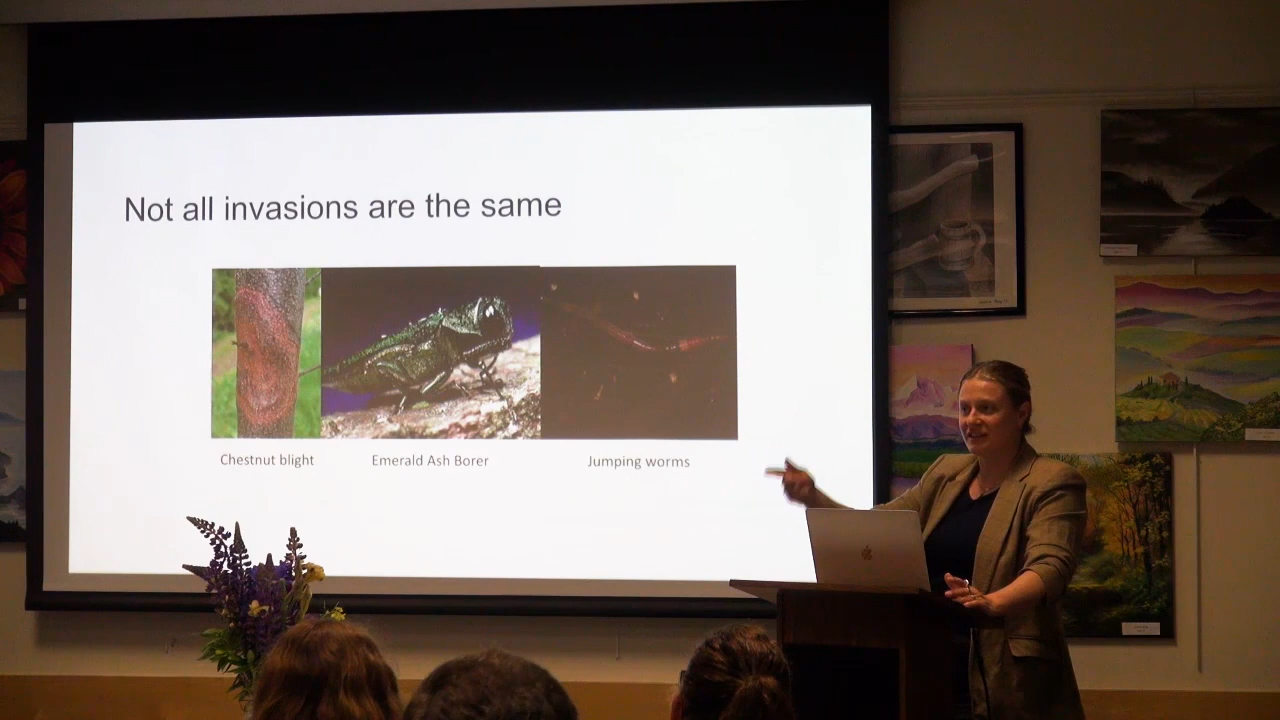 Not all invasions are the same
Chestnut blight
Emerald Ash Borer
Jumping worms